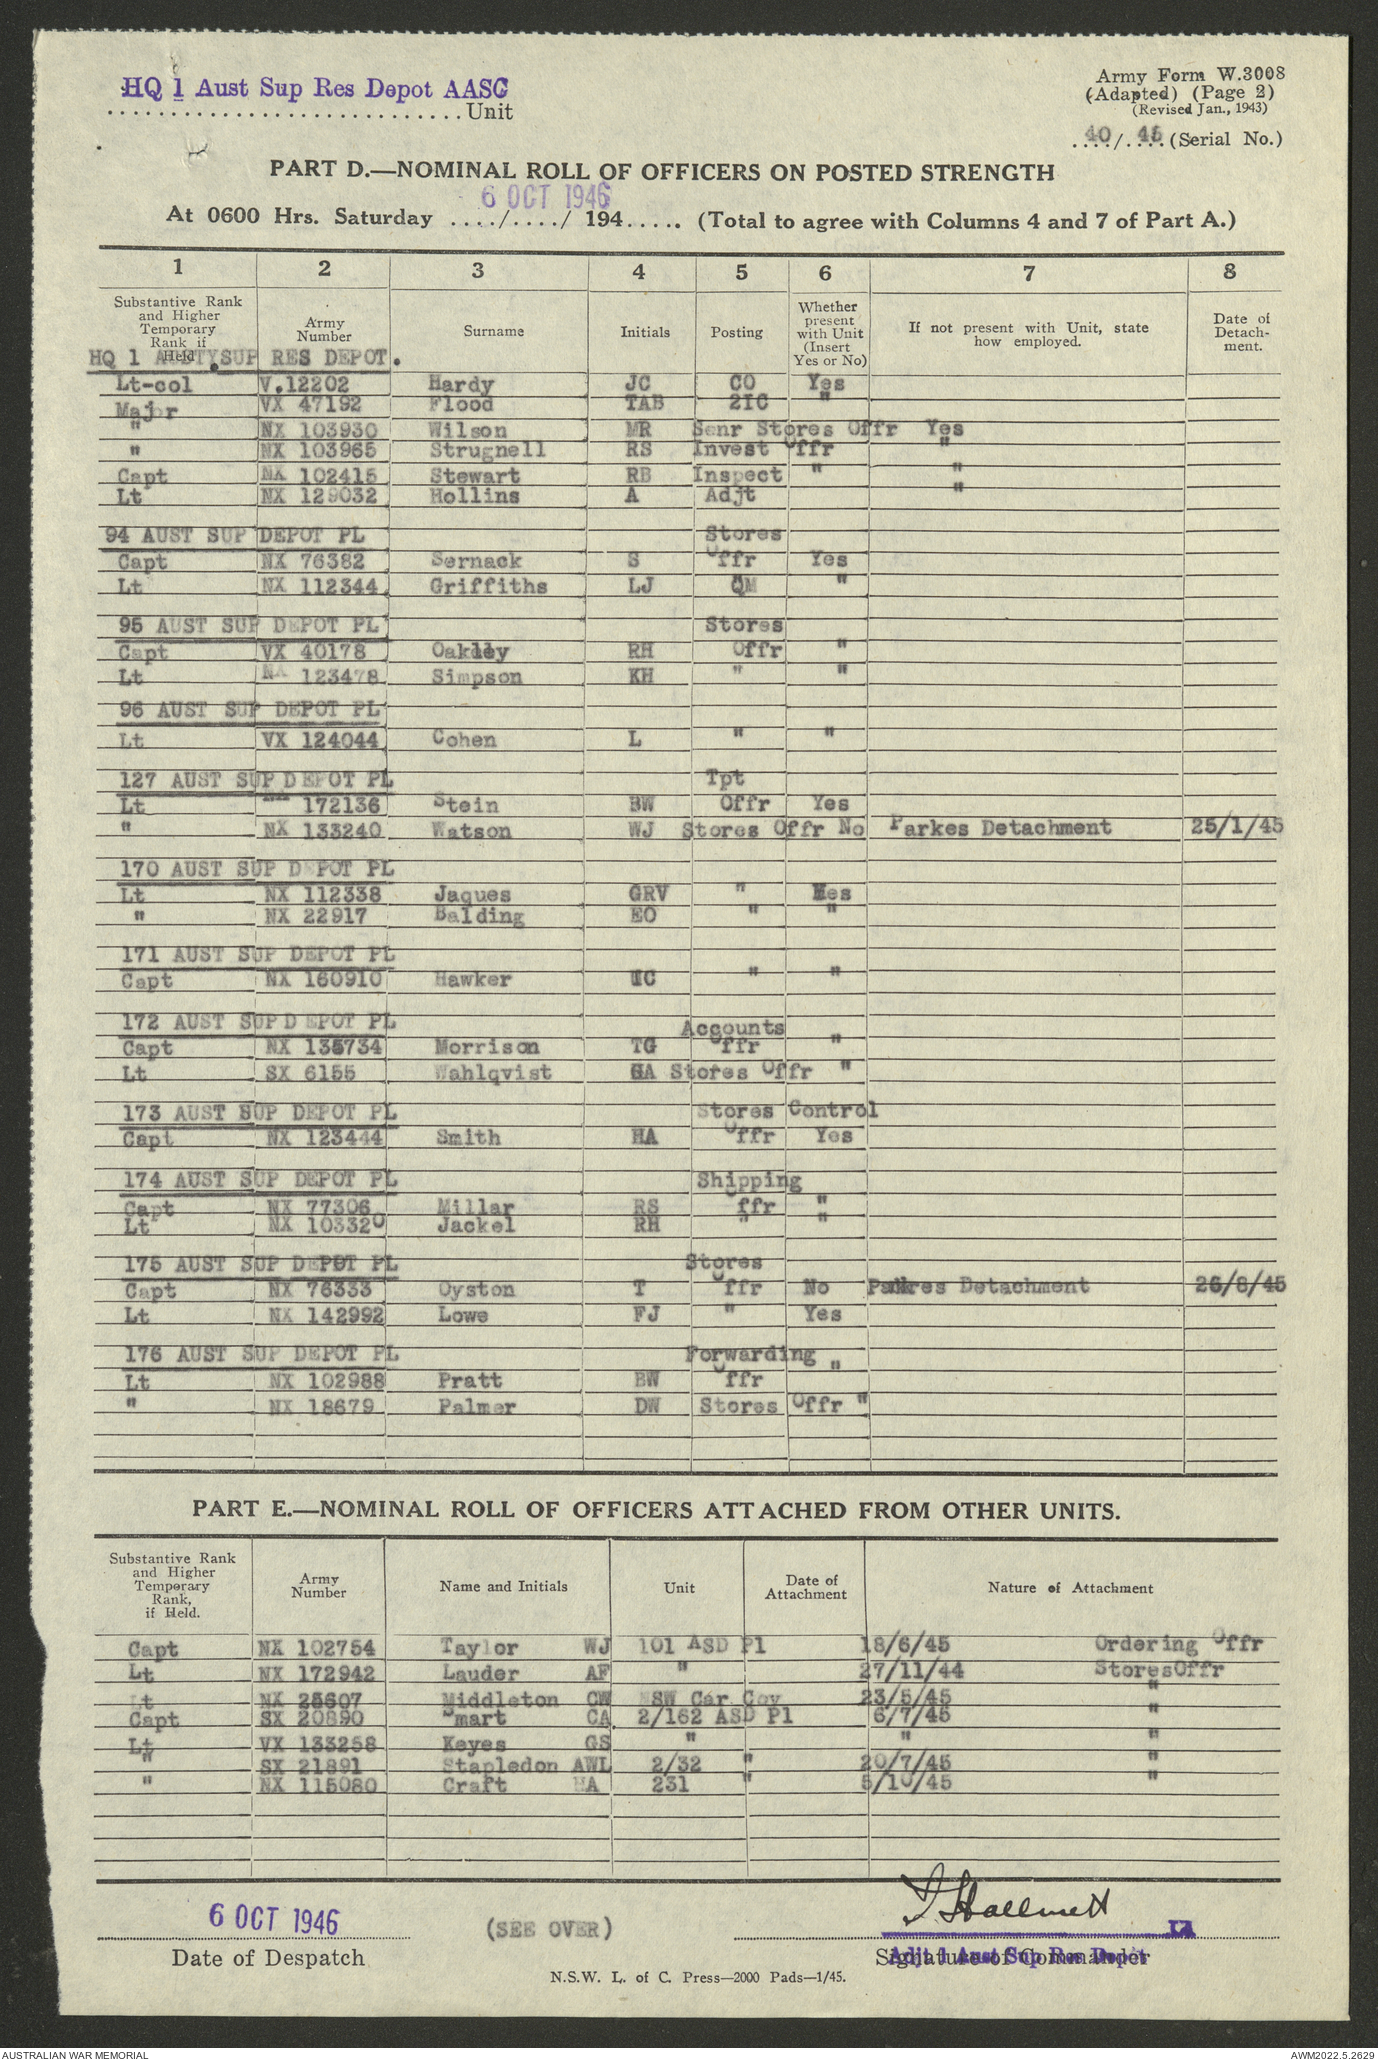 HQ 1 Aust Sup Res Depot AASC
Unit
Army Form W.3008
(Adapted) (Page 2)
(Revised Jan., 1943)
40/45 (Serial No.)
PART D.—NOMINAL ROLL OF OFFICERS ON POSTED STRENGTH
6 OCT 1946
At 0600 Hrs. Saturday ..../..../ 194..... (Total to agree with Columns 4 and 7 of Part A.)
1 2 3 4 5 6 7 8
Substantive Rank and Higher Temporary Rank if Held Army Number Surname Initials Posting Whether present with Unit (Insert Yes or No) If not present with Unit, state how employed. Date of Detachment.
HQ 1 SUP RES DEPOT.
Lt-col V.12202 Hardy JC CO Yes
Major VX 47192 Flood TAB 2IC "
" NX 103930 Wilson MR Senr Stores Offr Yes
" NX 103965 Strugnell RS Invest Offr "
Capt NX 102415 Stewart RB Inspect " "
Lt NX 129032 Hollins A Adjt "
94 AUST SUP DEPOT PL Stores
Capt NX 76382 Sernack S Offr Yes
Lt NX 112344 Griffiths LJ QM "
95 AUST SUP DEPOT PL Stores
Capt VX 40178 Oakley RH Offr "
Lt NX 123478 Simpson KH " "
96 AUST SUP DEPOT PL
Lt VX 124044 Cohen L " "
127 AUST SUP DEPOT PL Tpt
Lt NX 172136 Stein BW Offr Yes
" NX 133240 Watson WJ Stores Offr No Parkes Detachment 25/1/45
170 AUST SUP DEPOT PL
Lt NX 112338 Jaques GRV " Yes
" NX 22917 Balding EO " "
171 AUST SUP DEPOT PL
Capt NX 160910 Hawker C " "
172 AUST SUP DEPOT PL Accounts
Capt NX 135734 Morrison TG Offr "
Lt SX 6155 Wahlqvist A Stores Offr "
173 AUST SUP DEPOT PL Stores Control
Capt NX 123444 Smith HA Offr Yes
174 AUST SUP DEPOT PL Shipping
Capt NX 77306 Millar RS Offr "
Lt NX 103320 Jackel RH " "
175 AUST SUP DEPOT PL Stores
Capt NX 76333 Oyston T Offr No Parkes Detachment 26/8/45
Lt NX 142992 Lowe FJ " Yes
176 AUST SUP DEPOT PL Forwarding "
Lt NX 102988 Pratt BW Offr
" NX 18679 Palmer DW Stores Offr "
PART E.—NOMINAL ROLL OF OFFICERS ATTACHED FROM OTHER UNITS.
Substantive Rank and Higher Temporary Rank, if Held. Army Number Name and Initials Unit Date of Attachment Nature of Attachment
Capt NX 102754 Taylor WJ 101 ASD Pl 18/6/45 Ordering Offr
Lt NX 172942 Lauder AF " 27/11/44 StoresOffr
Lt NX 25607 Middleton CW NSW Car Coy 23/5/45 "
Capt SX 20890 Smart CA 2/162 ASD Pl 6/7/45 "
Lt VX 133258 Keyes GS " " "
" SX 21891 Stapledon AWL 2/32 " 20/7/45 "
" NX 115080 Craft HA 231 " 5/10/45 "
6 OCT 1946
Date of Despatch
(SEE OVER)
Lt
Adjt 1 Aust Sup Res Depot
Signature of Commander
N.S.W. L. of C. Press—2000 Pads—1/45.
AUSTRALIAN WAR MEMORIAL
AWM2022.5.2629